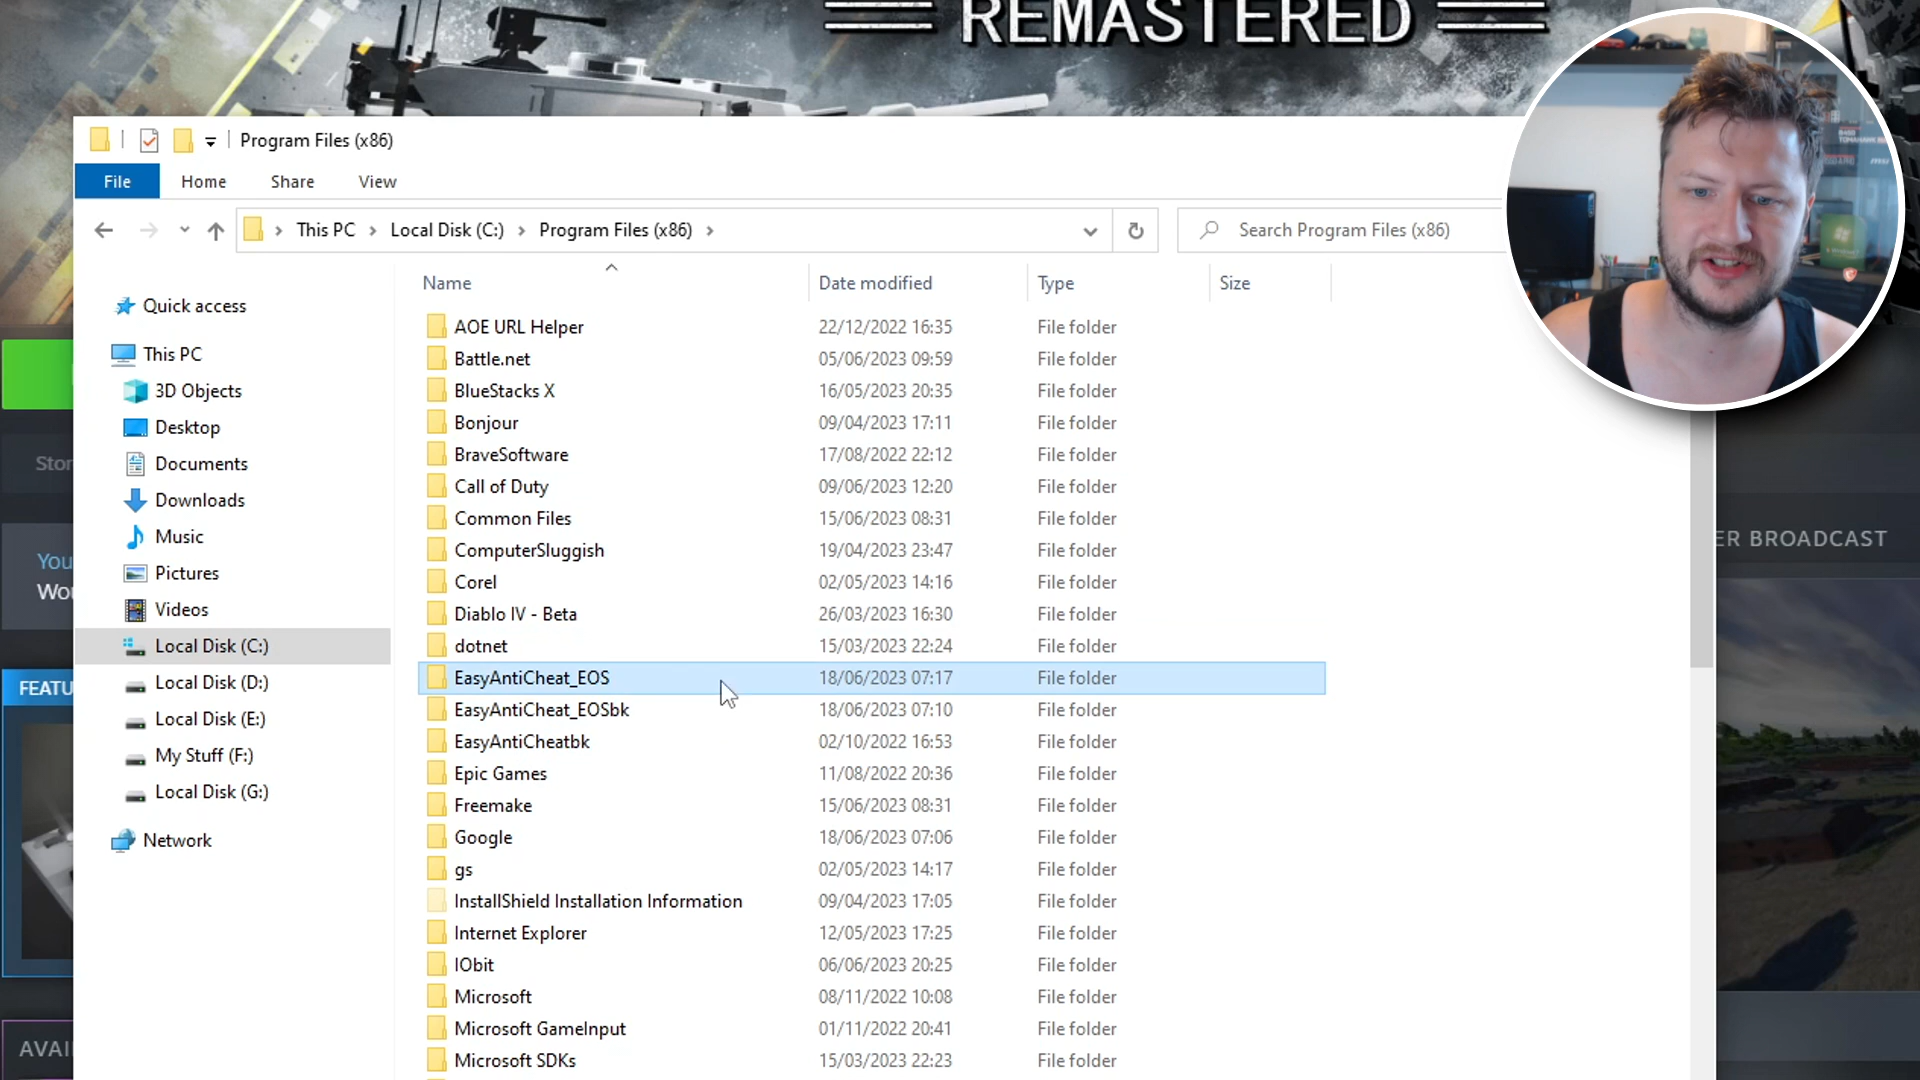 REMASTERED
Program Files (x86)
File Home Share View
This PC Local Disk (C:) Program Files (x86)
Search Program Files (x86)
Name Date modified Type Size
Quick access
This PC
3D Objects
Desktop
Documents
Downloads
Music
Pictures
Videos
Local Disk (C:)
Local Disk (D:)
Local Disk (E:)
My Stuff (F:)
Local Disk (G:)
Network
AOE URL Helper 22/12/2022 16:35 File folder
Battle.net 05/06/2023 09:59 File folder
BlueStacks X 16/05/2023 20:35 File folder
Bonjour 09/04/2023 17:11 File folder
BraveSoftware 17/08/2022 22:12 File folder
Call of Duty 09/06/2023 12:20 File folder
Common Files 15/06/2023 08:31 File folder
ComputerSluggish 19/04/2023 23:47 File folder
Corel 02/05/2023 14:16 File folder
Diablo IV - Beta 26/03/2023 16:30 File folder
dotnet 15/03/2023 22:24 File folder
EasyAntiCheat_EOS 18/06/2023 07:17 File folder
EasyAntiCheat_EOSbk 18/06/2023 07:10 File folder
EasyAntiCheatbk 02/10/2022 16:53 File folder
Epic Games 11/08/2022 20:36 File folder
Freemake 15/06/2023 08:31 File folder
Google 18/06/2023 07:06 File folder
gs 02/05/2023 14:17 File folder
InstallShield Installation Information 09/04/2023 17:05 File folder
Internet Explorer 12/05/2023 17:25 File folder
IObit 06/06/2023 20:25 File folder
Microsoft 08/11/2022 10:08 File folder
Microsoft GameInput 01/11/2022 20:41 File folder
Microsoft SDKs 15/03/2023 22:23 File folder
Stor
You
Wo
FEATU
AVAI
ER BROADCAST